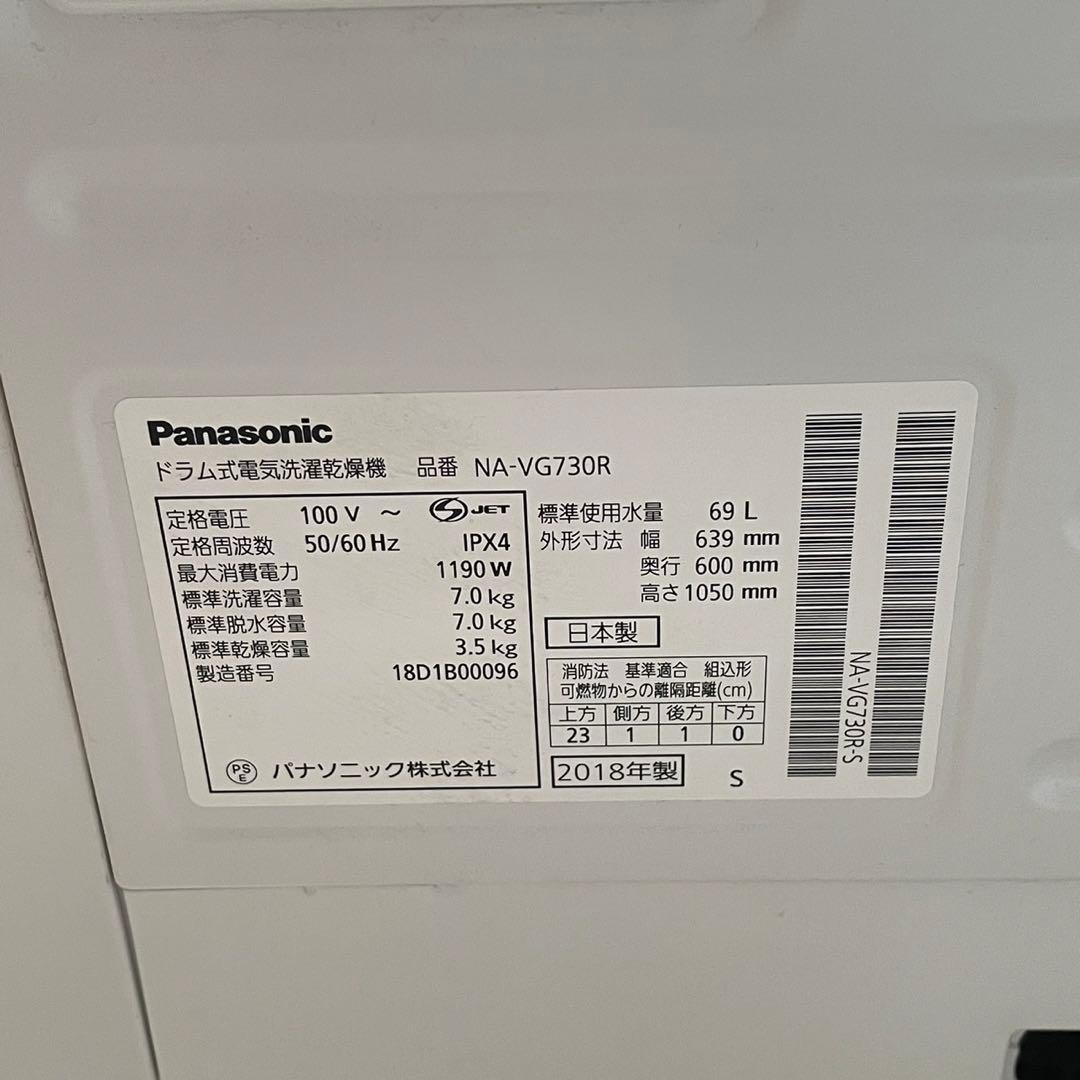 Panasonic
ドラム式電気洗濯乾燥機 品番 NA-VG730R
定格電圧 100 V ～ S JET
定格周波数 50/60 Hz IPX4
最大消費電力 1190 W
標準洗濯容量 7.0 kg
標準脱水容量 7.0 kg
標準乾燥容量 3.5 kg
製造番号 18D1B00096
PS E パナソニック株式会社
標準使用水量 69 L
外形寸法 幅 639 mm
奥行 600 mm
高さ 1050 mm
日本製
消防法 基準適合 組込形
可燃物からの離隔距離(cm)
上方 側方 後方 下方
23 1 1 0
2018年製 S
NA-VG730R-S